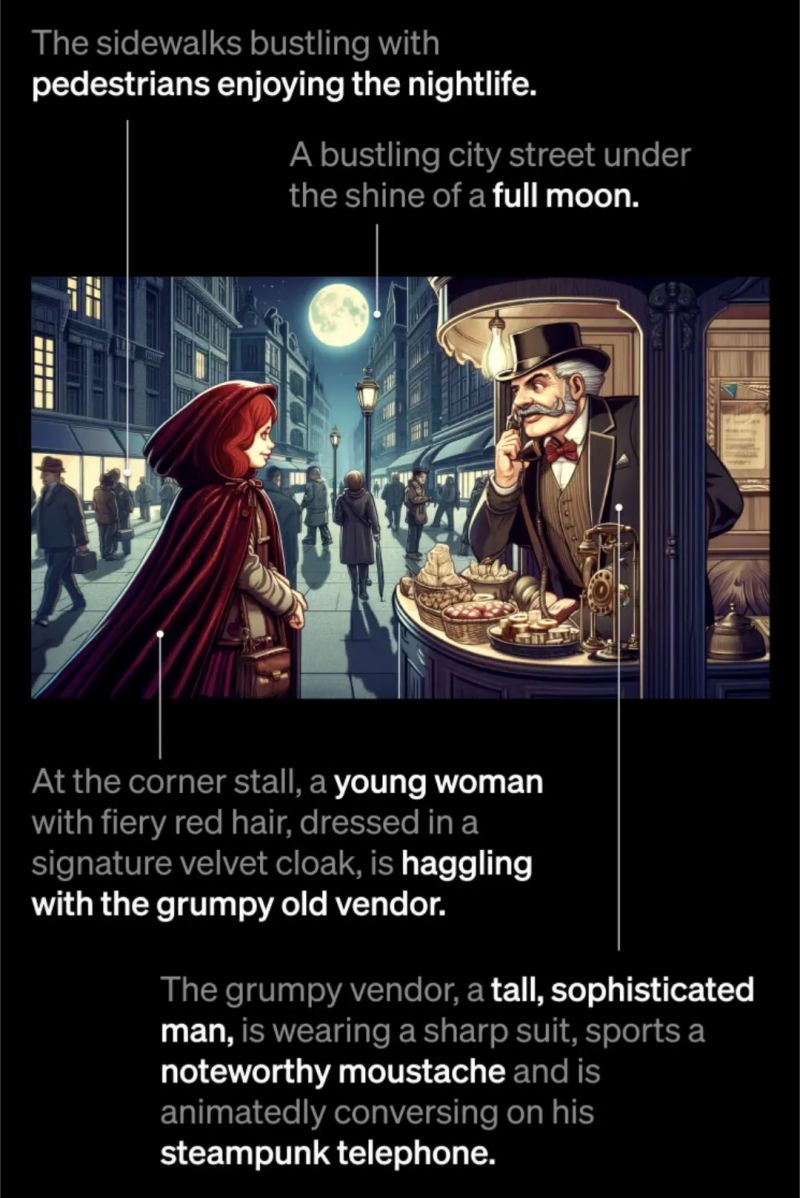 The sidewalks bustling with
pedestrians enjoying the nightlife.
A bustling city street under
the shine of a full moon.
At the corner stall, a young woman
with fiery red hair, dressed in a
signature velvet cloak, is haggling
with the grumpy old vendor.
The grumpy vendor, a tall, sophisticated
man, is wearing a sharp suit, sports a
noteworthy moustache and is
animatedly conversing on his
steampunk telephone.